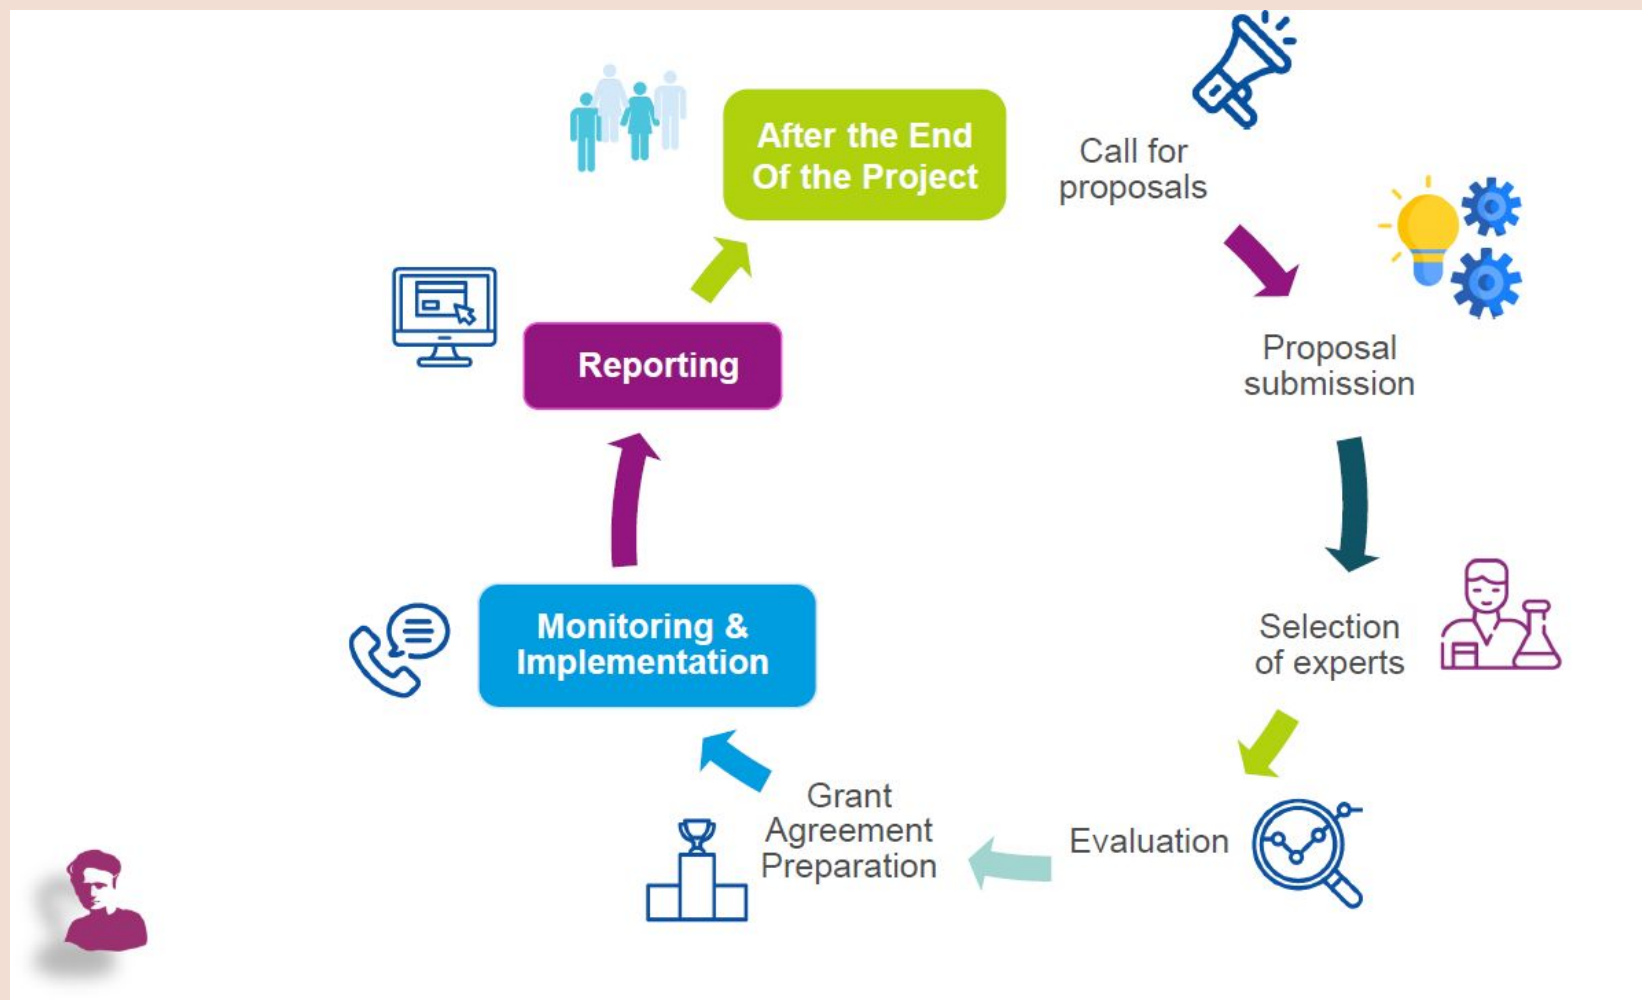 Call for
proposals
Proposal
submission
Selection
of experts
Evaluation
Grant
Agreement
Preparation
Monitoring &
Implementation
Reporting
After the End
Of the Project